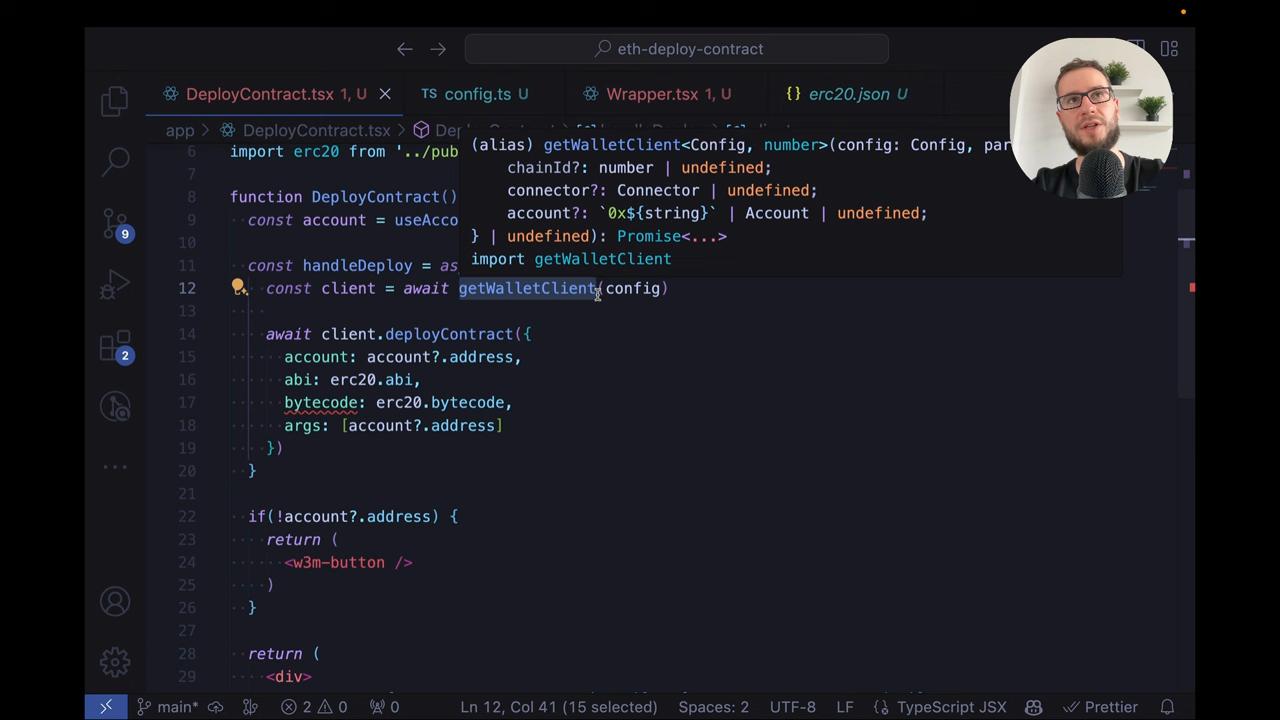 eth-deploy-contract
DeployContract.tsx 1, U
TS config.ts U
Wrapper.tsx 1, U
{} erc20.json U
app > DeployContract.tsx >
6 import erc20 from '../pub
(alias) getWalletClient<Config, number>(config: Config, par
7
chainId?: number | undefined;
8 function DeployContract()
connector?: Connector | undefined;
9 const account = useAcco
account?: `0x${string}` | Account | undefined;
10
} | undefined): Promise<...>
11 const handleDeploy = as
import getWalletClient
12 const client = await getWalletClient(config)
13
14 await client.deployContract({
15 account: account?.address,
16 abi: erc20.abi,
17 bytecode: erc20.bytecode,
18 args: [account?.address]
19 })
20 }
21
22 if(!account?.address) {
23 return (
24 <w3m-button />
25 )
26 }
27
28 return (
29 <div>
9
2
main*
2 0
0
Ln 12, Col 41 (15 selected)
Spaces: 2
UTF-8
LF
{} TypeScript JSX
Prettier